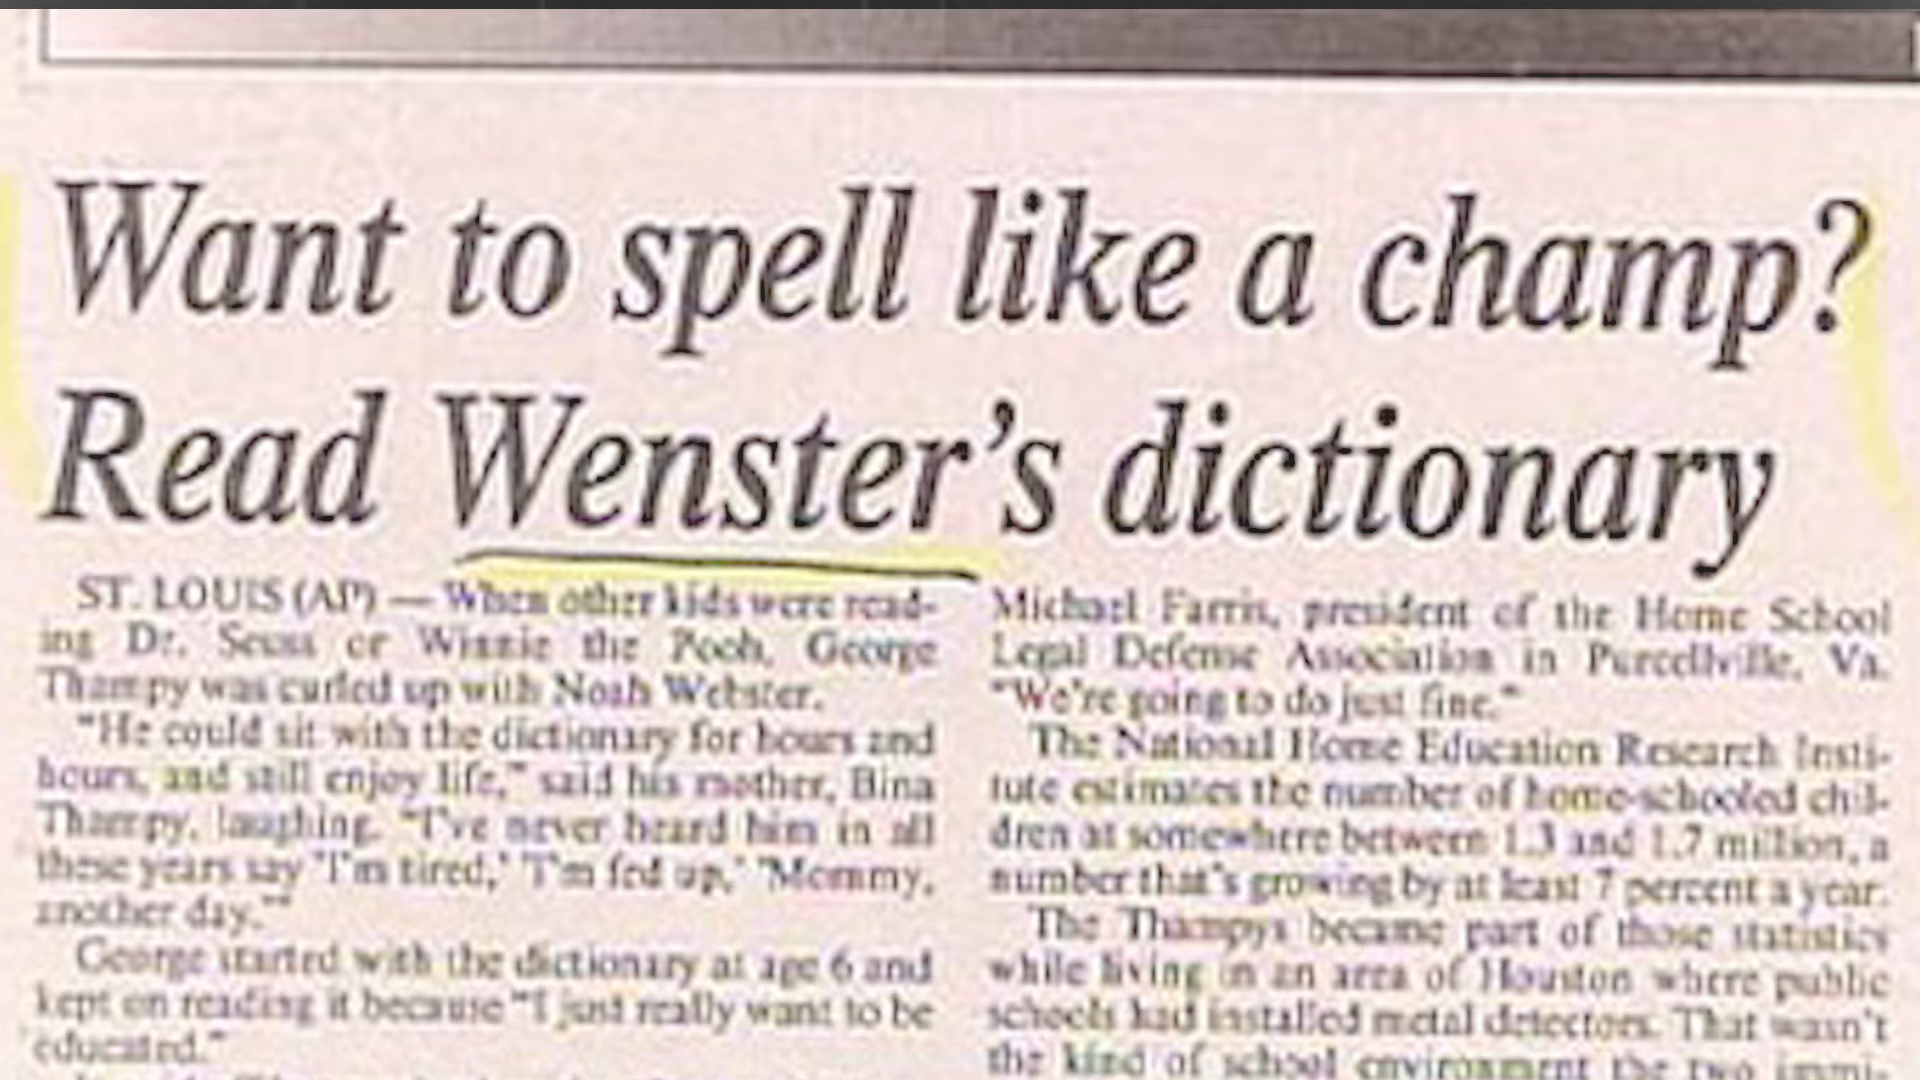 Want to spell like a champ?
Read Wenster's dictionary
ST. LOUIS (AP) — When other kids were read-
ing Dr. Seuss or Winnie the Pooh, George
Thampy was curled up with Noah Webster.
"He could sit with the dictionary for hours and
hours, and still enjoy life," said his mother, Bina
Thampy, laughing. "I've never heard him in all
these years say 'I'm tired,' 'I'm fed up,' 'Mommy,
another day.'"
George started with the dictionary at age 6 and
kept on reading it because "I just really want to be
educated."
Michael Farris, president of the Home School
Legal Defense Association in Purcellville, Va.
"We're going to do just fine."
The National Home Education Research Insti-
tute estimates the number of home-schooled chil-
dren at somewhere between 1.3 and 1.7 million, a
number that's growing by at least 7 percent a year.
The Thampys became part of those statistics
while living in an area of Houston where public
schools had installed metal detectors. That wasn't
the kind of school environment the two immi-